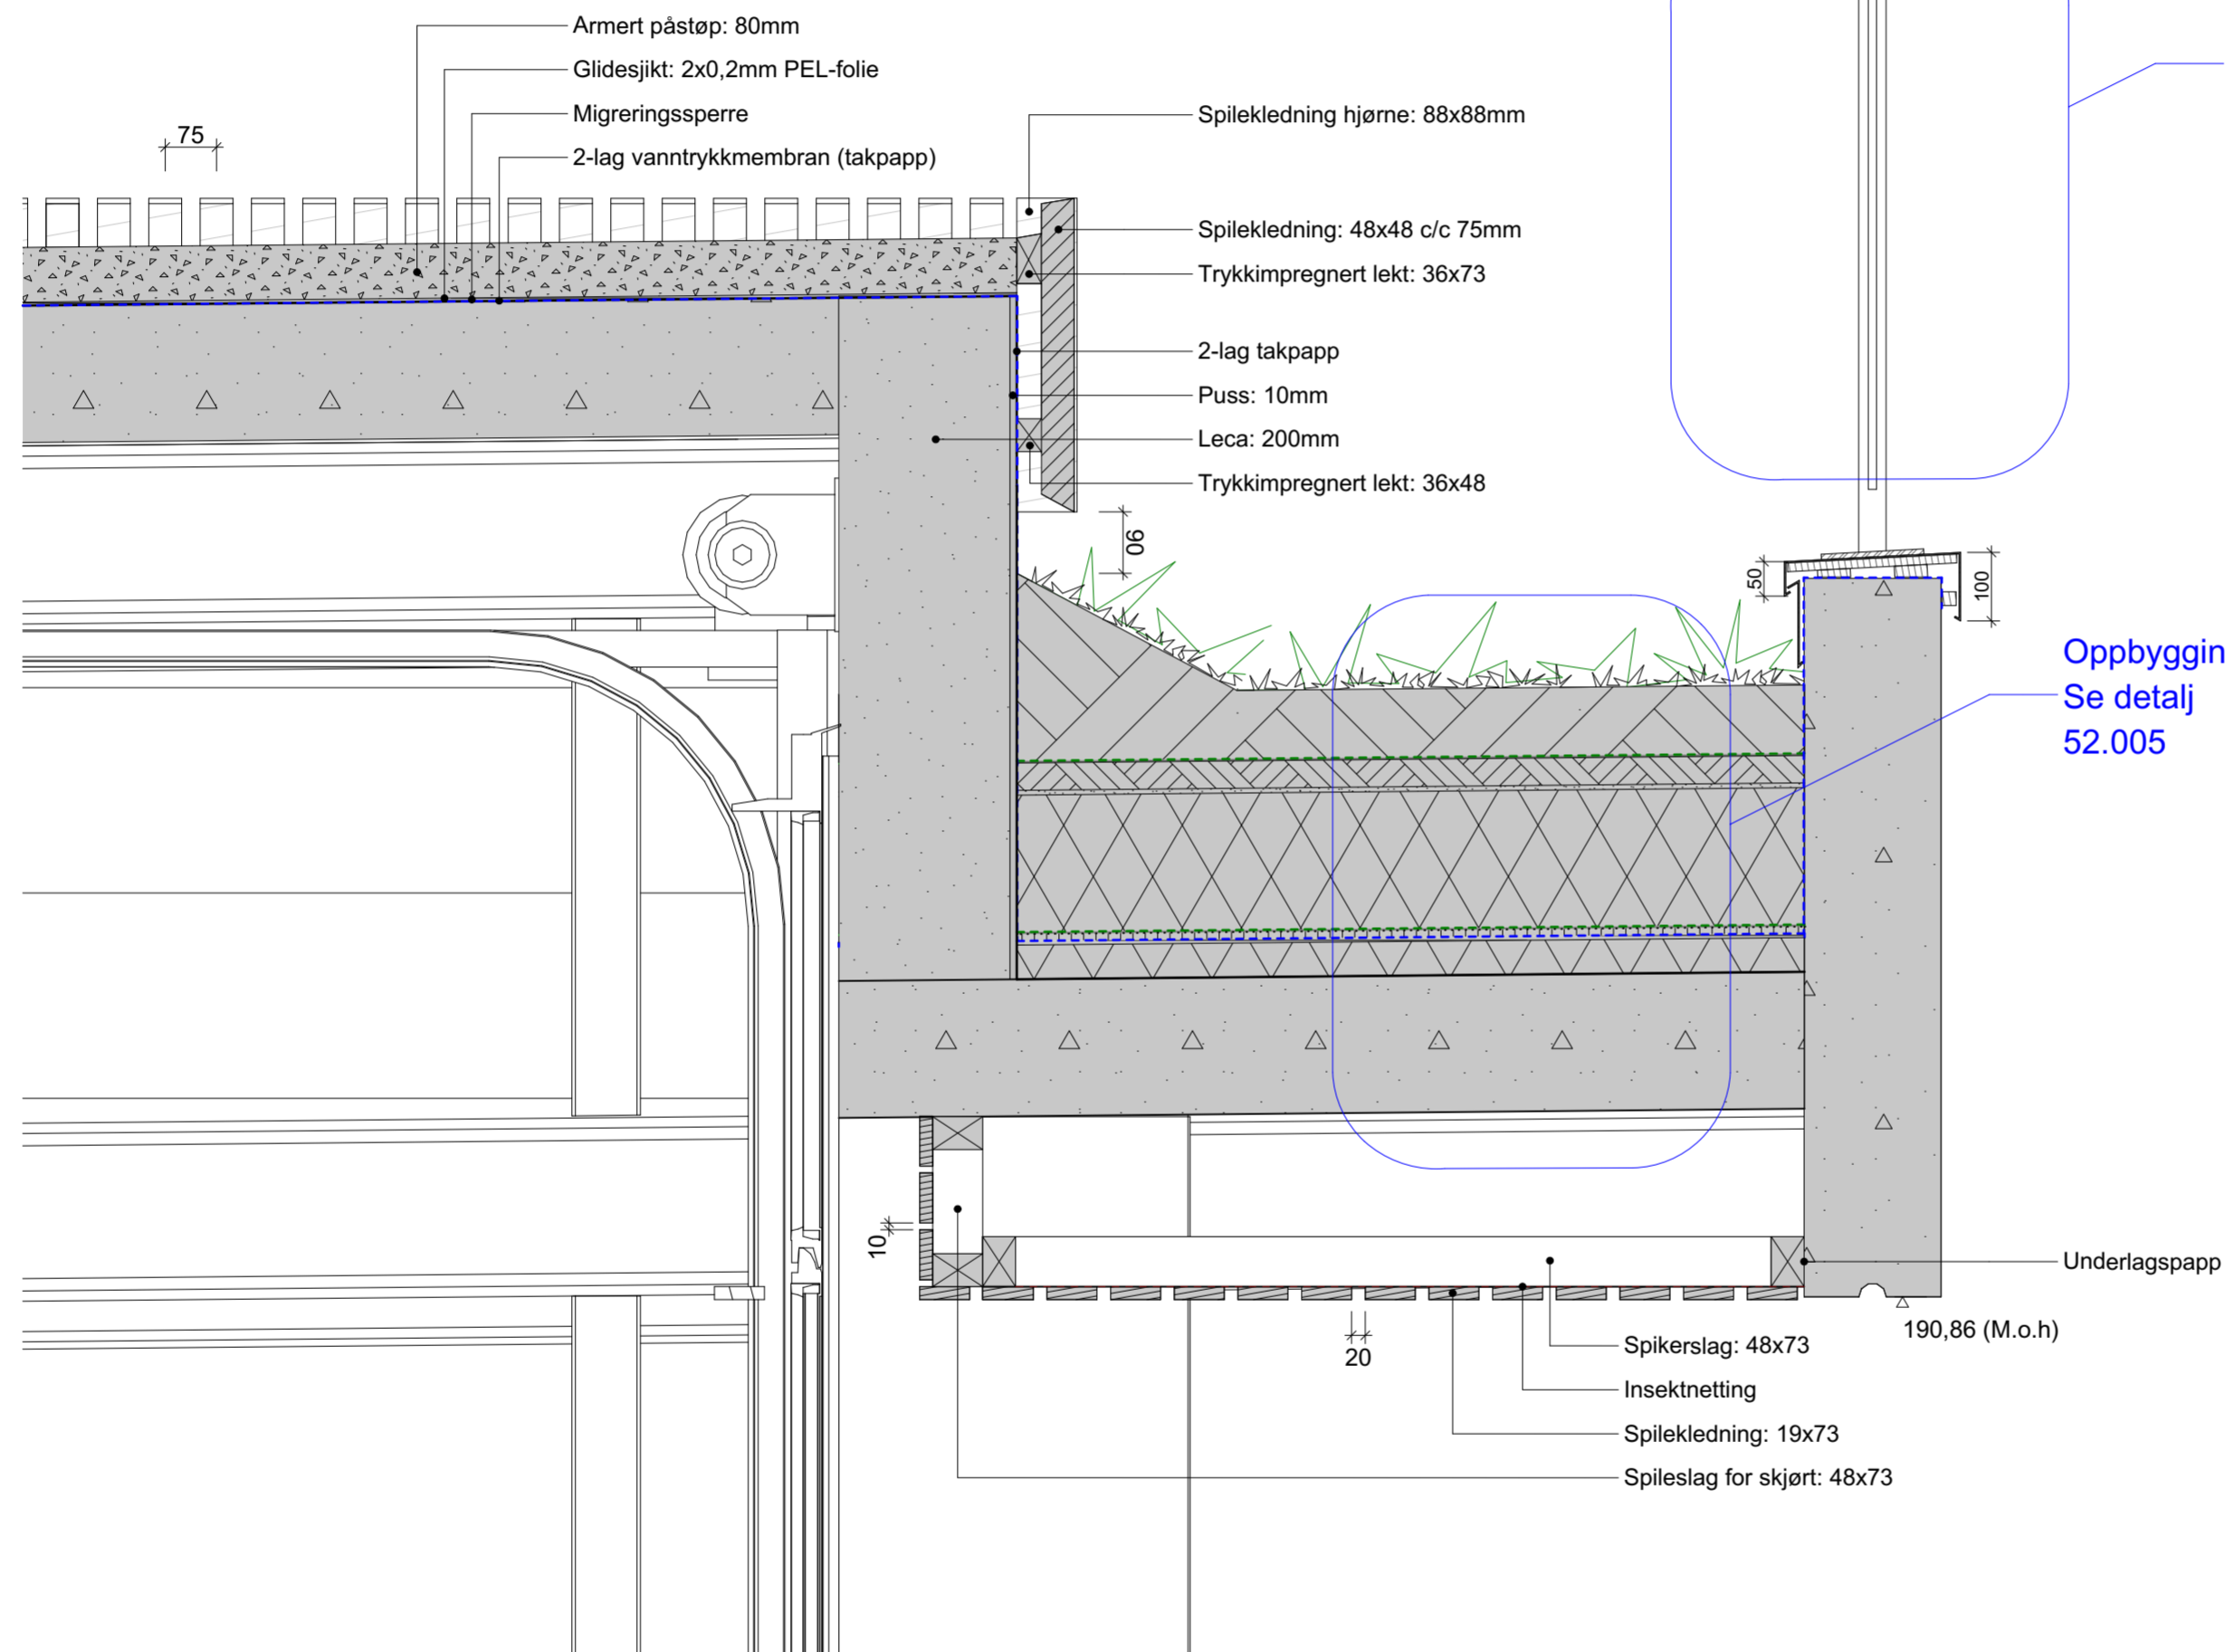 Armert påstøp: 80mm
Glidesjikt: 2x0,2mm PEL-folie
Migreringssperre
2-lag vanntrykkmembran (takpapp)
75
Spilekledning hjørne: 88x88mm
Spilekledning: 48x48 c/c 75mm
Trykkimpregnert lekt: 36x73
2-lag takpapp
Puss: 10mm
Leca: 200mm
Trykkimpregnert lekt: 36x48
90
50
100
Oppbyggin
Se detalj
52.005
10
Underlagspapp
190,86 (M.o.h)
20
Spikerslag: 48x73
Insektnetting
Spilekledning: 19x73
Spileslag for skjørt: 48x73